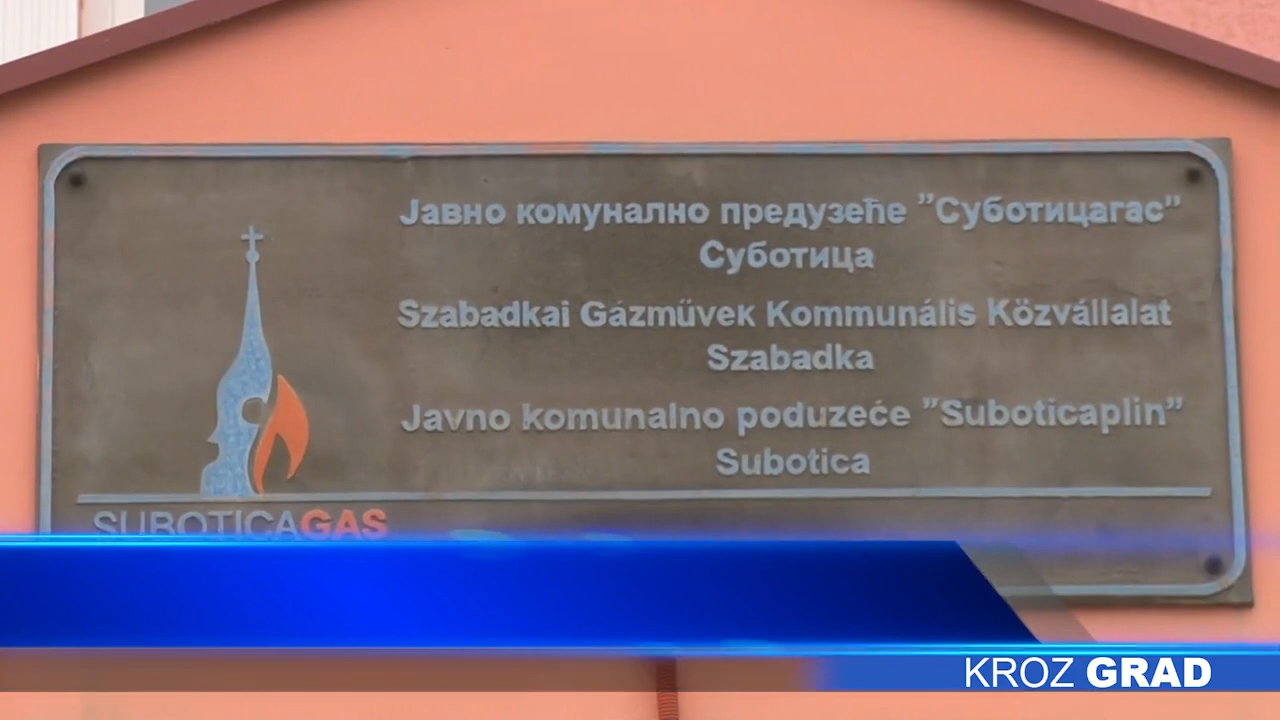 Јавно комунално предузеће ”Суботицагас”
Суботица
Szabadkai Gázművek Kommunális Közvállalat
Szabadka
Javno komunalno poduzeće ”Suboticaplin”
Subotica
SUBOTICAGAS
KROZ GRAD